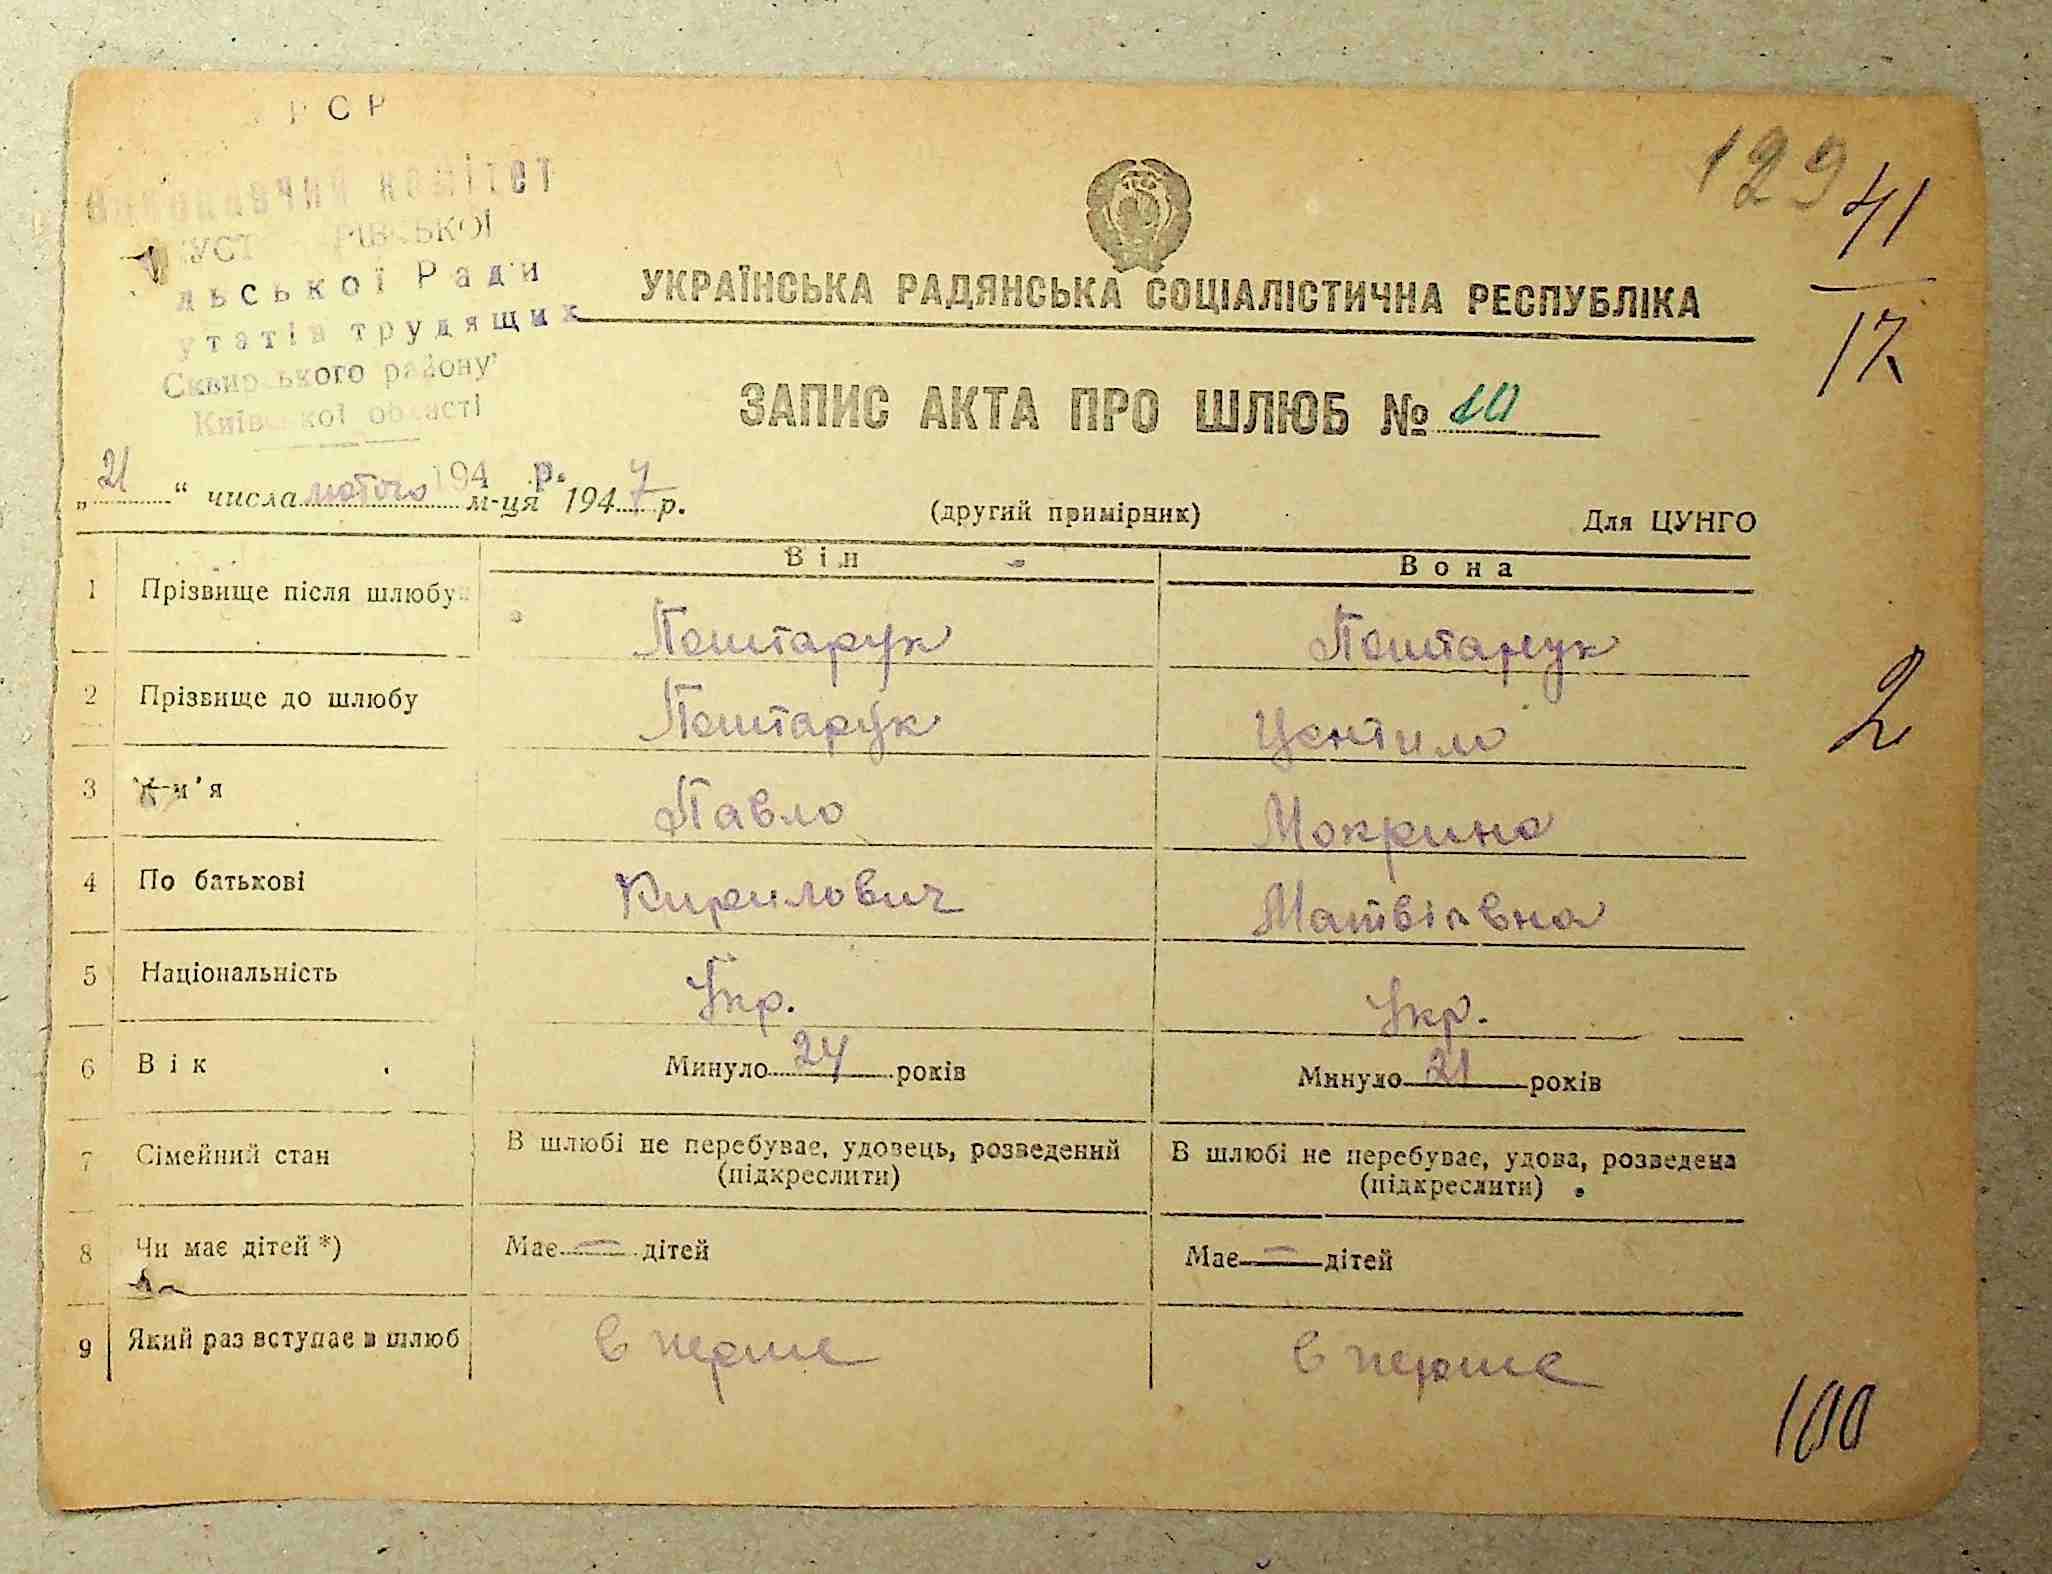 РСР
Виконавчий комітет
льської Ради
утатів трудящих
Сквирського району
Київської області
194 р.
129
41
17
УКРАЇНСЬКА РАДЯНСЬКА СОЦІАЛІСТИЧНА РЕСПУБЛІКА
ЗАПИС АКТА ПРО ШЛЮБ № 10
„21“ числа лютого м-ця 1947 р.
(другий примірник)
Для ЦУНГО
Він Вона
1 Прізвище після шлюбу Поштарук Поштарук
2 Прізвище до шлюбу Поштарук Центило
2
3 м'я Павло Мокрина
4 По батькові Кирилович Матвіївна
5 Національність Укр. Укр.
6 Вік Минуло 24 років Минуло 21 років
7 Сімейний стан В шлюбі не перебуває, удовець, розведений В шлюбі не перебуває, удова, розведена
(підкреслити) (підкреслити)
8 Чи має дітей *) Має — дітей Має — дітей
9 Який раз вступає в шлюб в перше в перше
100